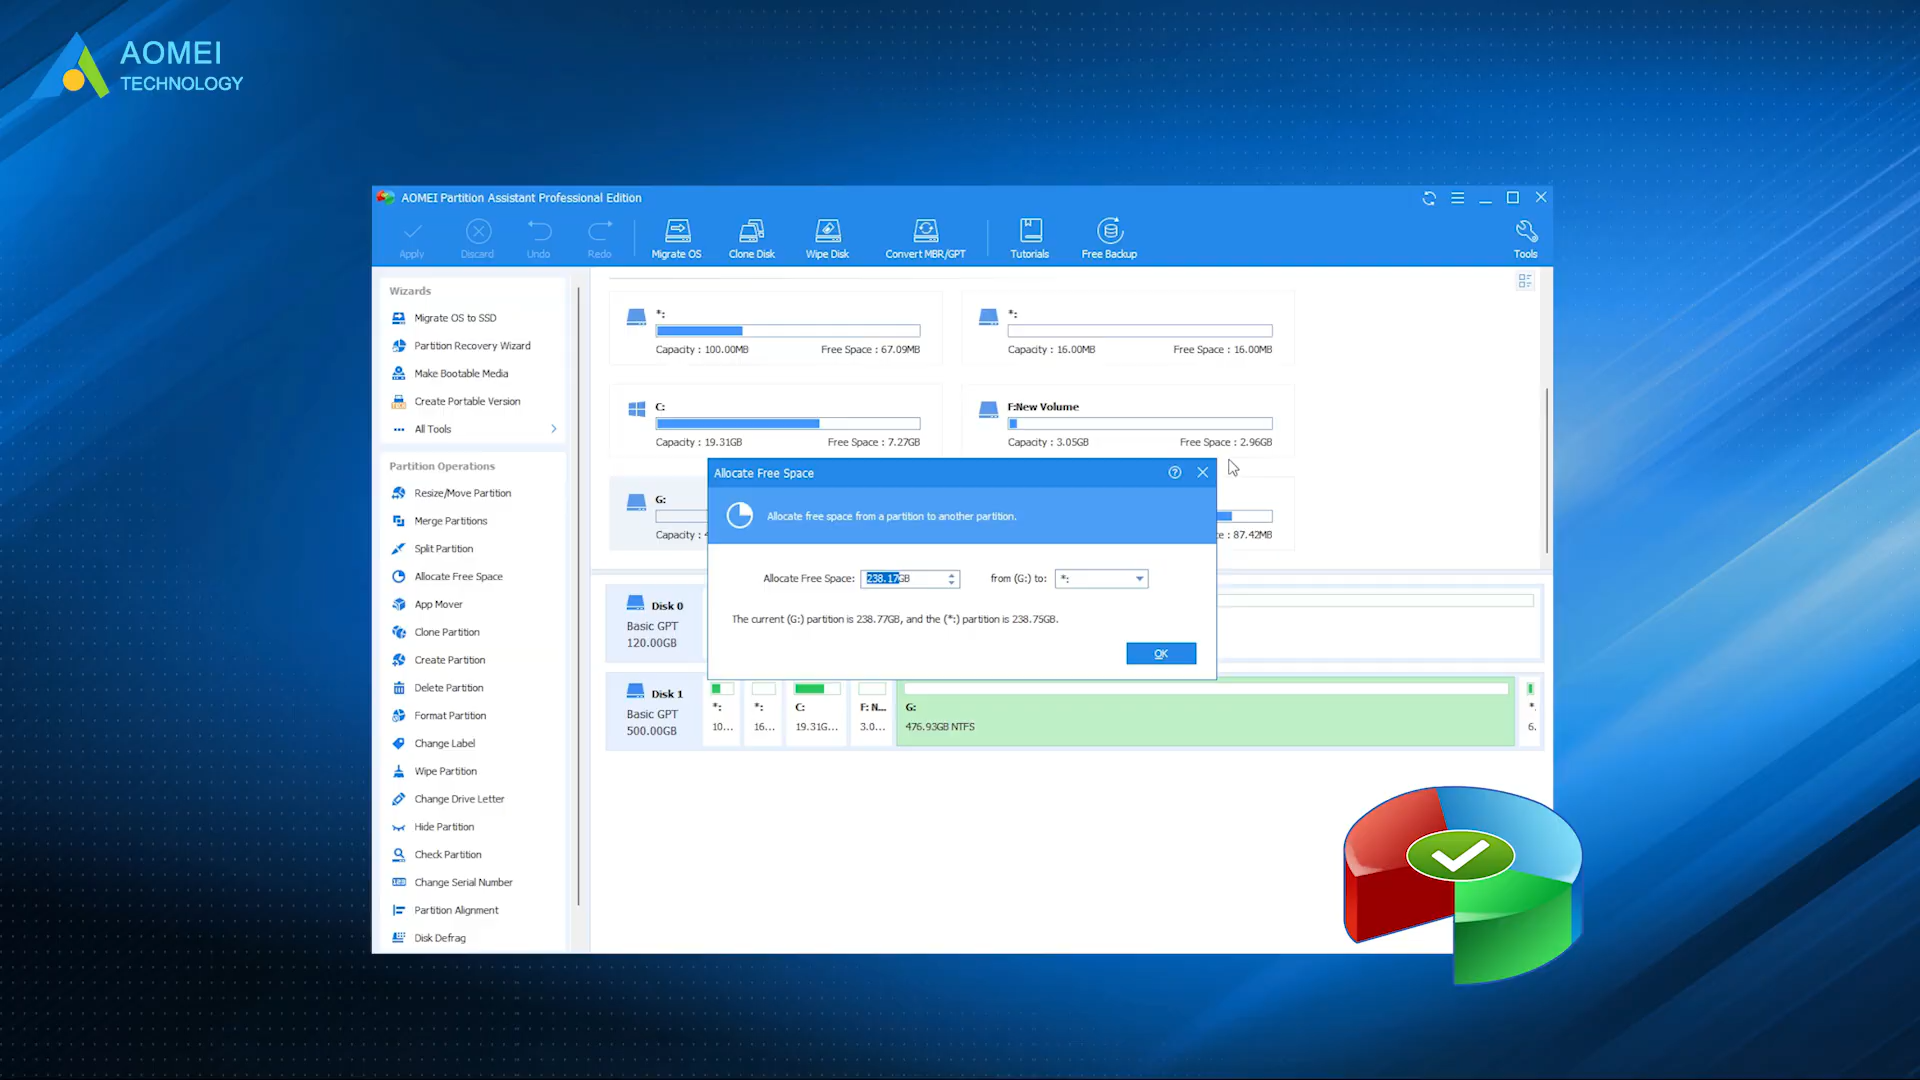 AOMEI
TECHNOLOGY
AOMEI Partition Assistant Professional Edition
Apply
Discard
Undo
Redo
Migrate OS
Clone Disk
Wipe Disk
Convert MBR/GPT
Tutorials
Free Backup
Tools
Wizards
Migrate OS to SSD
Partition Recovery Wizard
Make Bootable Media
Create Portable Version
All Tools
Partition Operations
Resize/Move Partition
Merge Partitions
Split Partition
Allocate Free Space
App Mover
Clone Partition
Create Partition
Delete Partition
Format Partition
Change Label
Wipe Partition
Change Drive Letter
Hide Partition
Check Partition
Change Serial Number
Partition Alignment
Disk Defrag
*:
Capacity : 100.00MB Free Space : 67.09MB
*:
Capacity : 16.00MB Free Space : 16.00MB
C:
Capacity : 19.31GB Free Space : 7.27GB
F:New Volume
Capacity : 3.05GB Free Space : 2.96GB
G:
Capacity : 4
e : 87.42MB
Allocate Free Space
Allocate free space from a partition to another partition.
Allocate Free Space: 238.17GB from (G:) to: *:
The current (G:) partition is 238.77GB, and the (*:) partition is 238.75GB.
OK
Disk 0
Basic GPT
120.00GB
Disk 1
Basic GPT
500.00GB
*:
10...
*:
16...
C:
19.31G...
F: N...
3.0...
G:
476.93GB NTFS
*.
6.